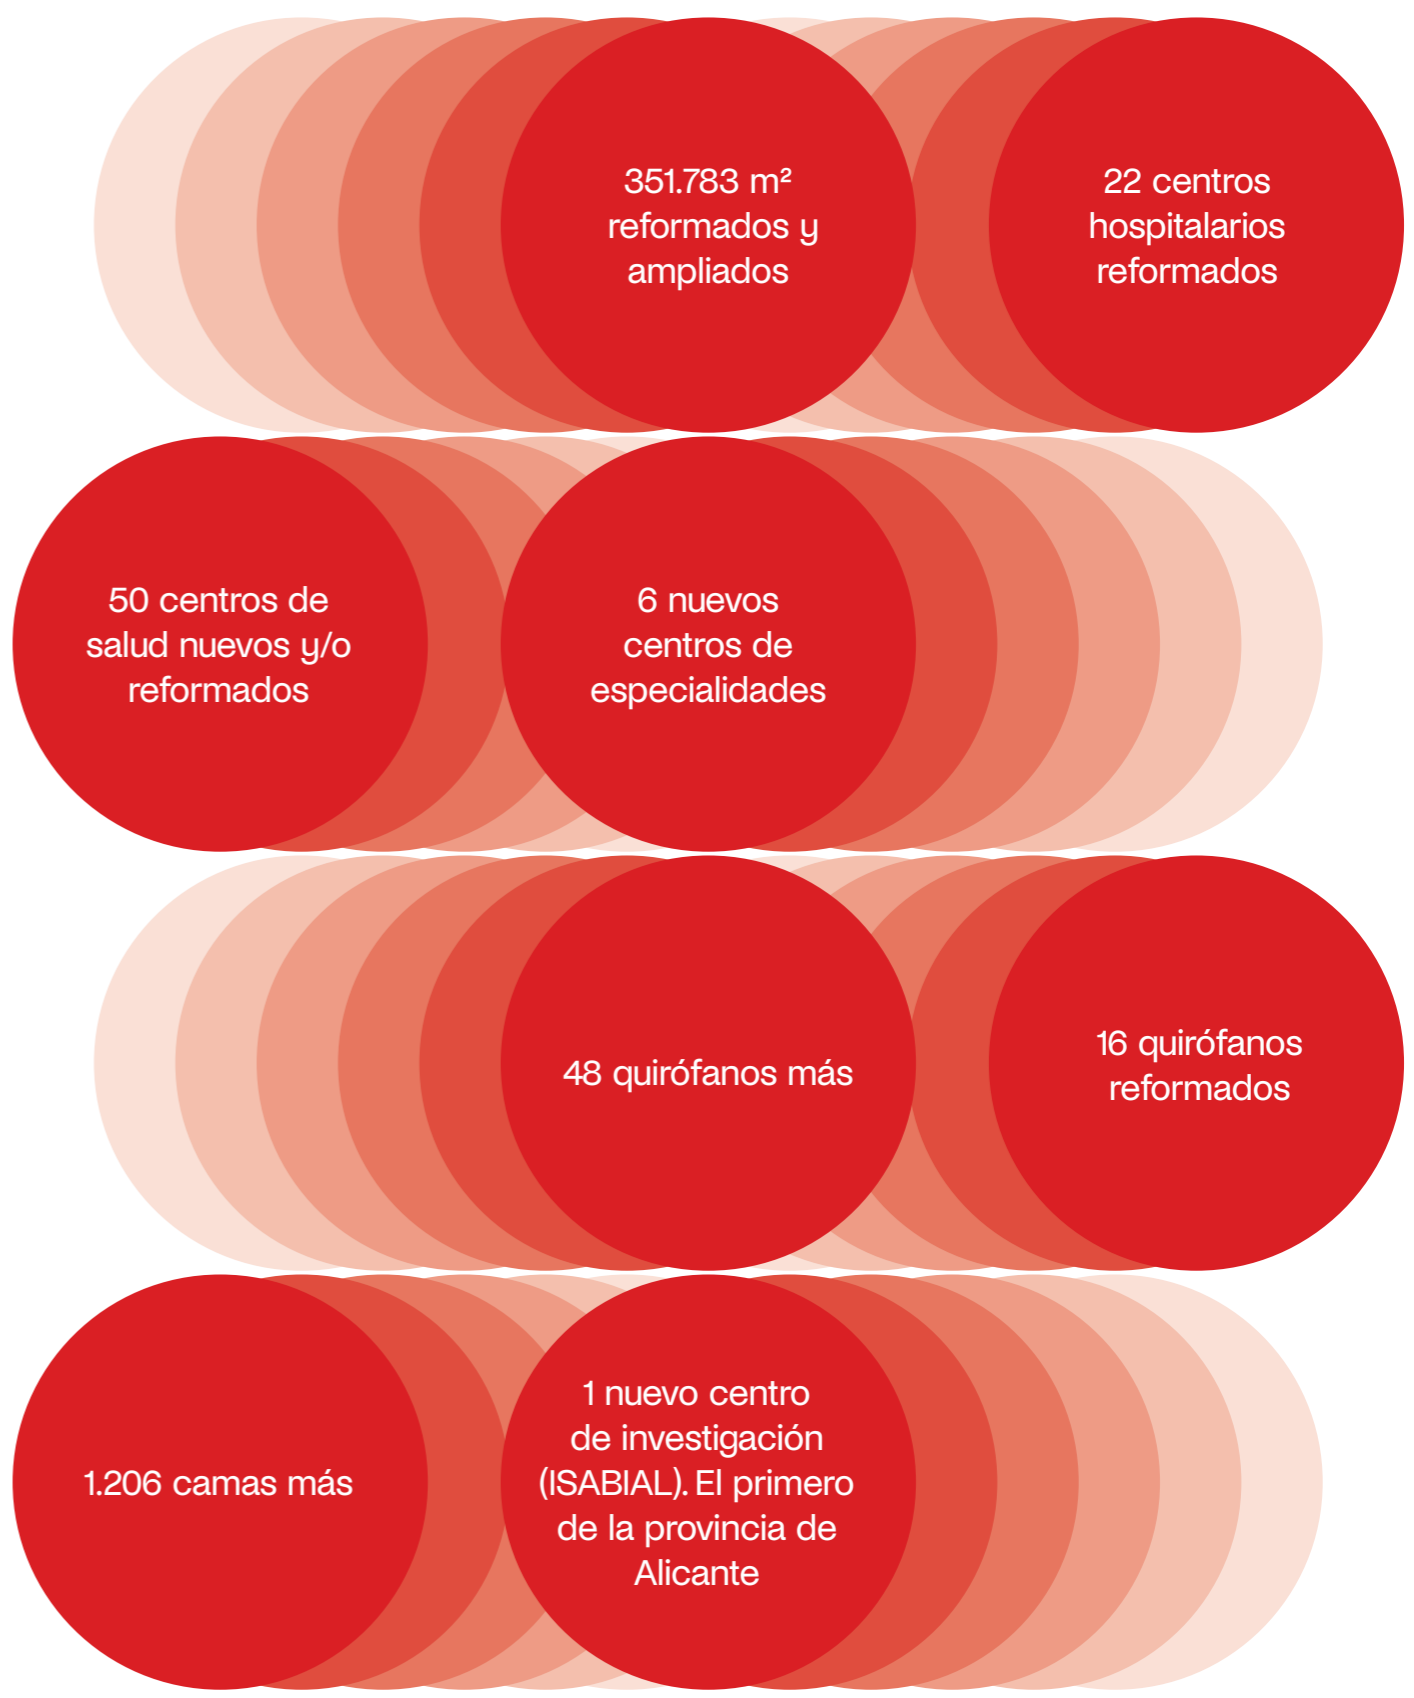 351.783 m²
reformados y
ampliados
22 centros
hospitalarios
reformados
50 centros de
salud nuevos y/o
reformados
6 nuevos
centros de
especialidades
48 quirófanos más
16 quirófanos
reformados
1.206 camas más
1 nuevo centro
de investigación
(ISABIAL). El primero
de la provincia de
Alicante